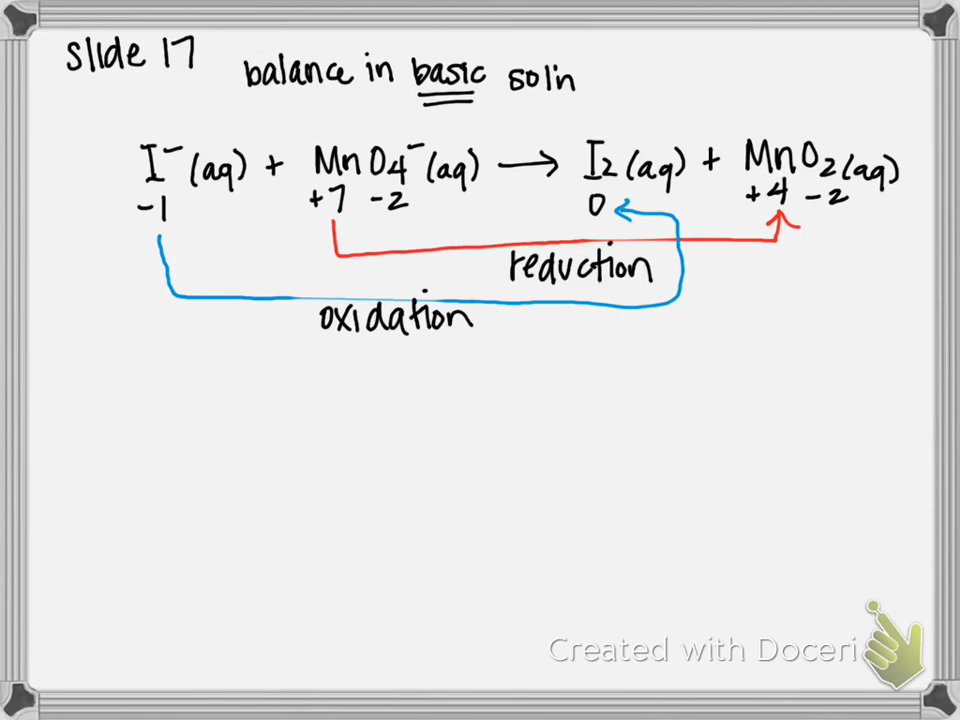 slide 17
balance in basic sol'n
I⁻(aq) + MnO₄⁻(aq) → I₂(aq) + MnO₂(aq)
-1 +7 -2 0 +4 -2
reduction
oxidation
Created with Doceri